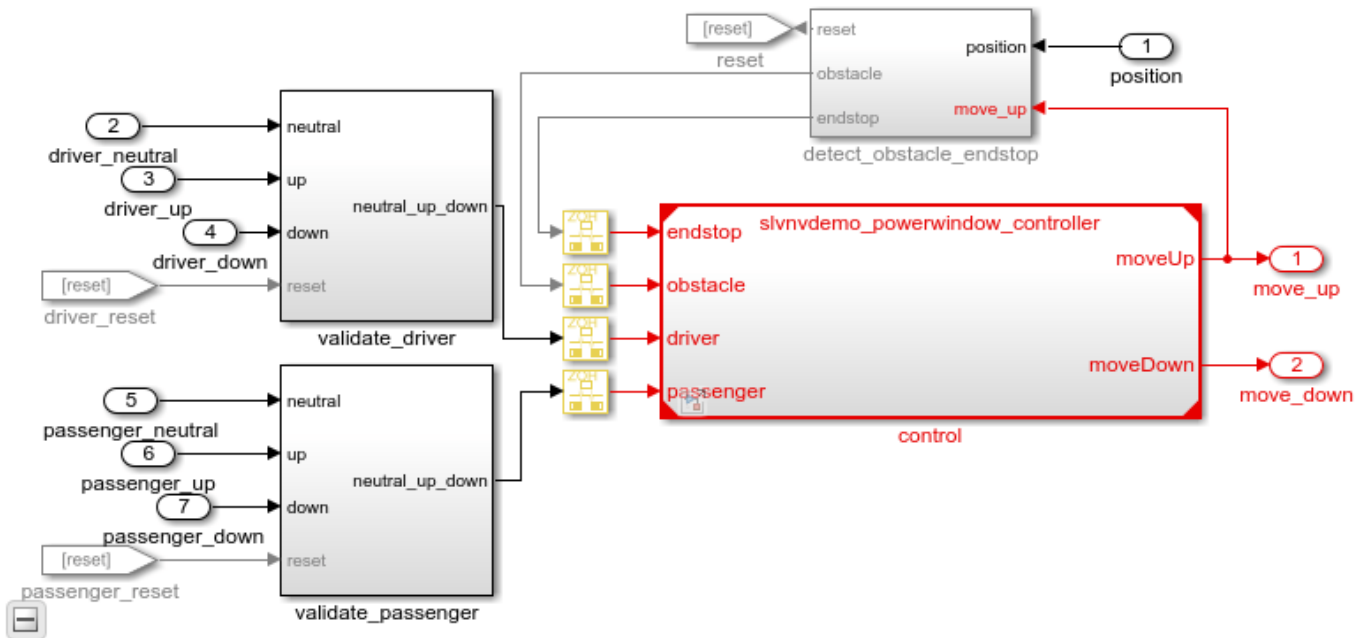 [reset]
reset
reset
obstacle
endstop
position
move_up
detect_obstacle_endstop
1
position
2
driver_neutral
3
driver_up
4
driver_down
[reset]
driver_reset
neutral
up
down
reset
neutral_up_down
validate_driver
5
passenger_neutral
6
passenger_up
7
passenger_down
[reset]
passenger_reset
neutral
up
down
reset
neutral_up_down
validate_passenger
ZOH
ZOH
ZOH
ZOH
slvnvdemo_powerwindow_controller
endstop
obstacle
driver
passenger
moveUp
moveDown
control
1
move_up
2
move_down